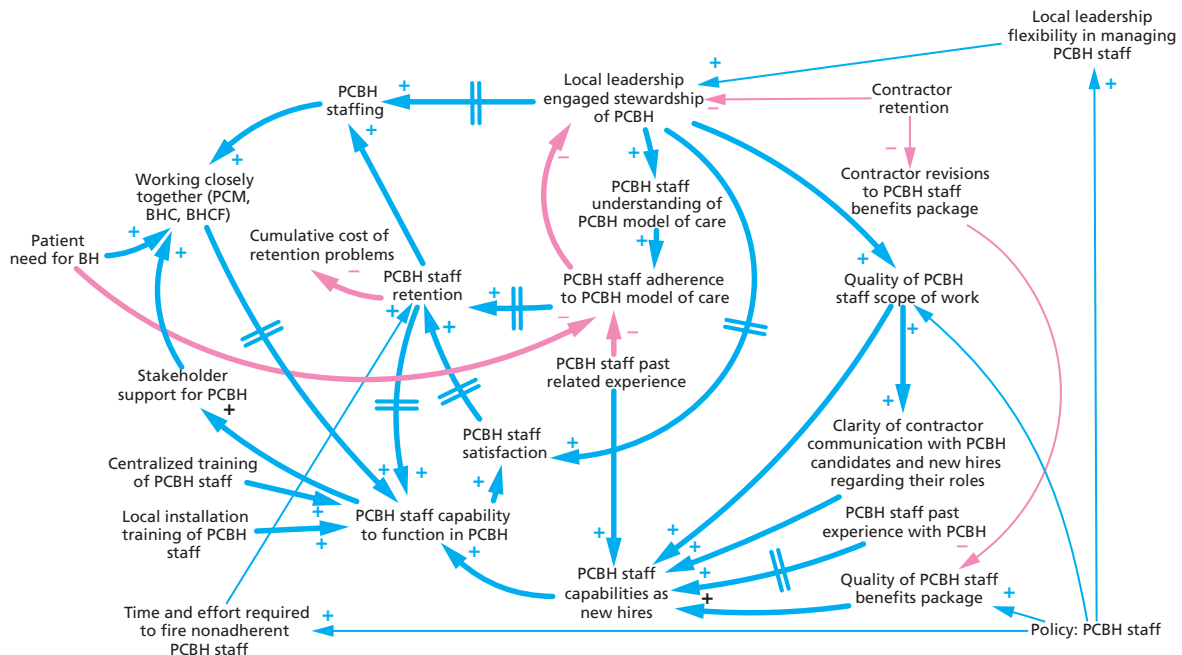 Local leadership
flexibility in managing
PCBH staff
Local leadership
engaged stewardship
of PCBH
Contractor
retention
PCBH
staffing
Working closely
together (PCM,
BHC, BHCF)
PCBH staff
understanding of
PCBH model of care
Contractor revisions
to PCBH staff
benefits package
Patient
need for BH
Cumulative cost of
retention problems
PCBH staff
retention
PCBH staff adherence
to PCBH model of care
Quality of PCBH
staff scope of work
PCBH staff past
related experience
Stakeholder
support for PCBH
PCBH staff
satisfaction
Clarity of contractor
communication with PCBH
candidates and new hires
regarding their roles
Centralized training
of PCBH staff
Local installation
training of PCBH
staff
PCBH staff capability
to function in PCBH
PCBH staff past
experience with PCBH
PCBH staff
capabilities as
new hires
Quality of PCBH staff
benefits package
Time and effort required
to fire nonadherent
PCBH staff
Policy: PCBH staff